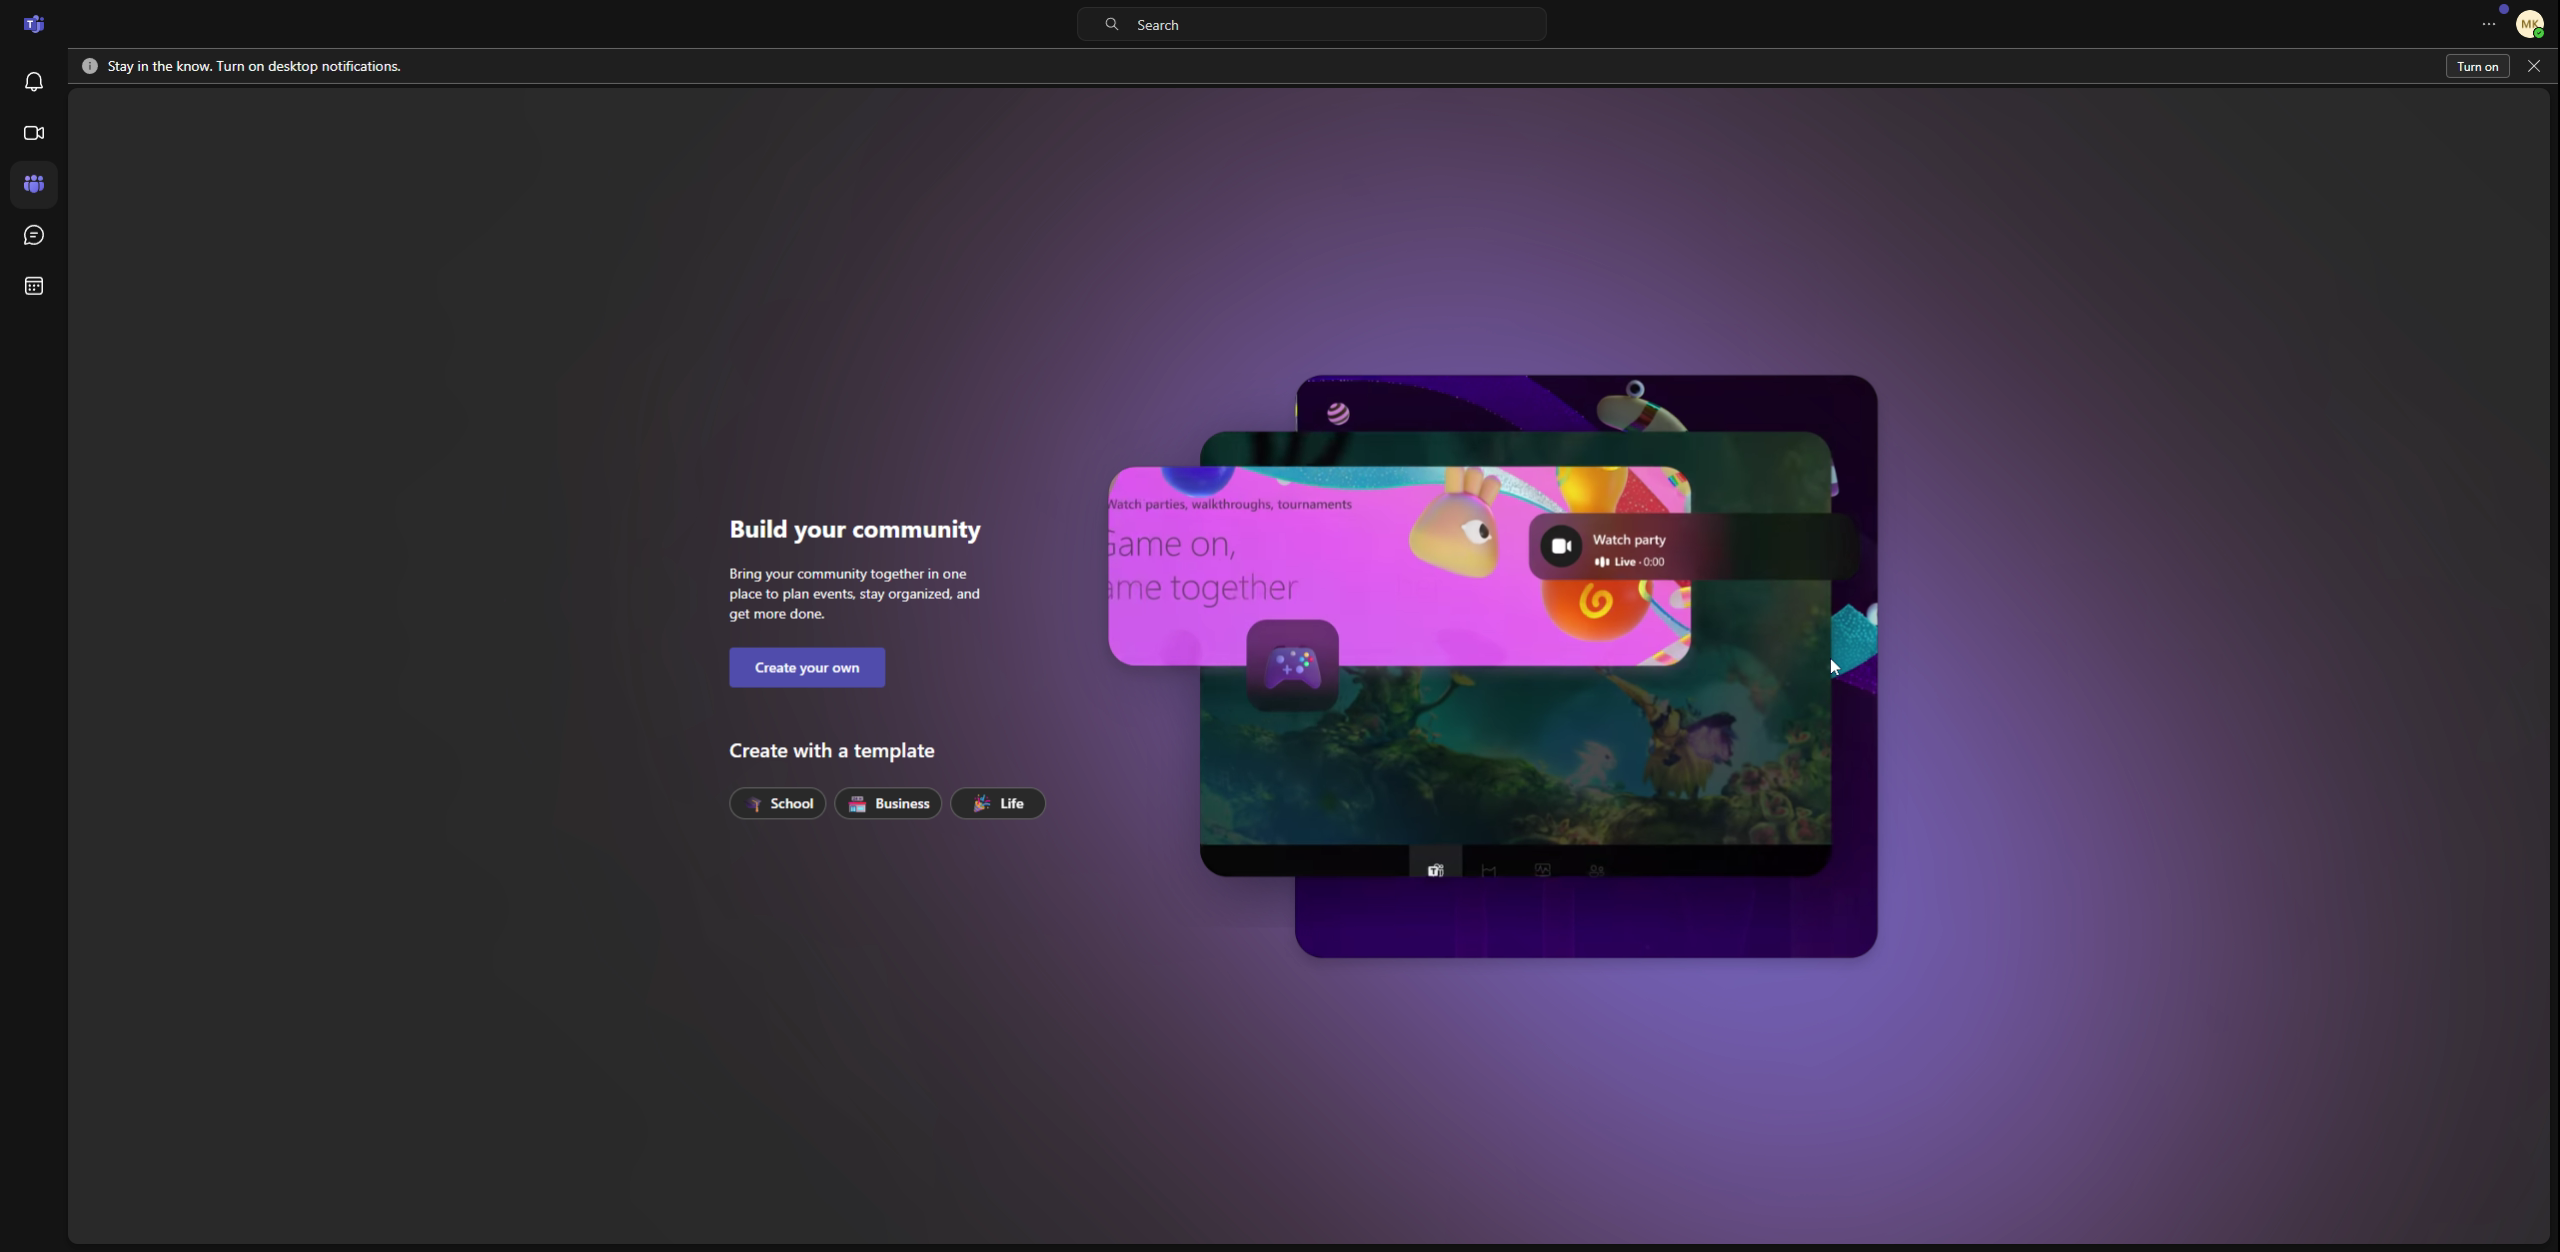 Search
MK
Stay in the know. Turn on desktop notifications.
Turn on
Watch parties, walkthroughs, tournaments
Game on,
ame together
Watch party
Live · 0:00
Build your community
Bring your community together in one
place to plan events, stay organized, and
get more done.
Create your own
Create with a template
School
Business
Life